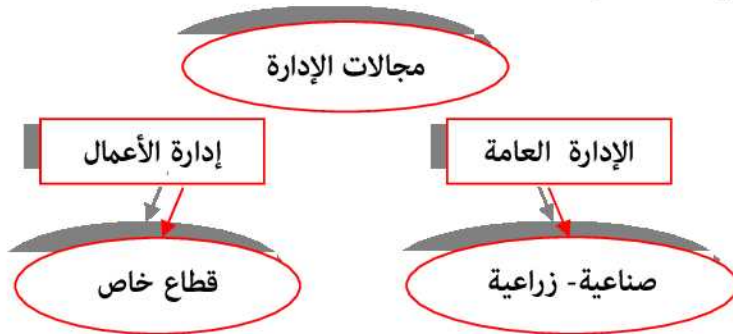 مجالات الإدارة
الإدارة العامة
إدارة الأعمال
صناعية- زراعية
قطاع خاص